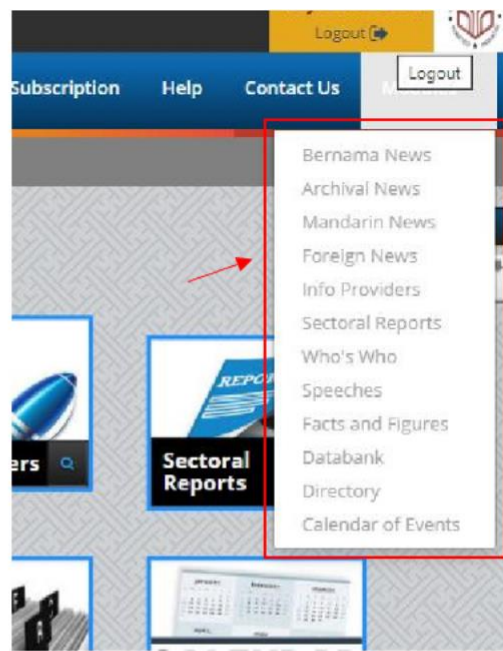 Logout
Subscription Help Contact Us
Logout
Bernama News
Archival News
Mandarin News
Foreign News
Info Providers
Sectoral Reports
Who's Who
Speeches
Facts and Figures
Databank
Directory
Calendar of Events
ers
Sectoral
Reports